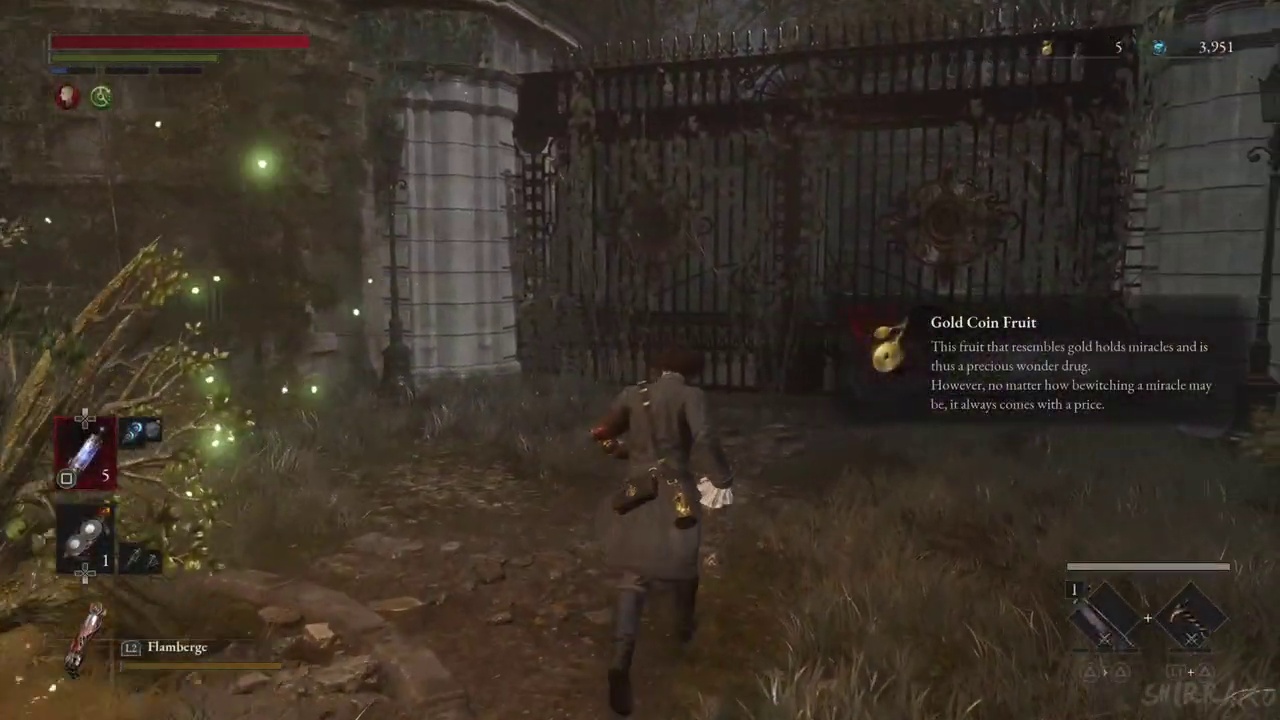 5
3,951
Gold Coin Fruit
This fruit that resembles gold holds miracles and is
thus a precious wonder drug.
However, no matter how bewitching a miracle may
be, it always comes with a price.
5
1
L2 Flamberge
1
+
+
SHIRRAKO